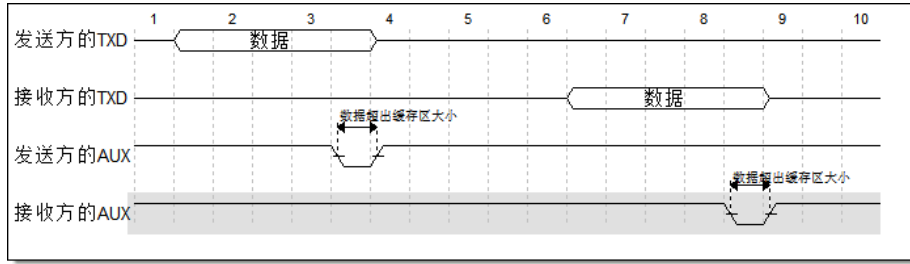 1 2 3 4 5 6 7 8 9 10
发送方的TXD 数据
接收方的TXD 数据
数据超出缓存区大小
发送方的AUX
数据超出缓存区大小
接收方的AUX